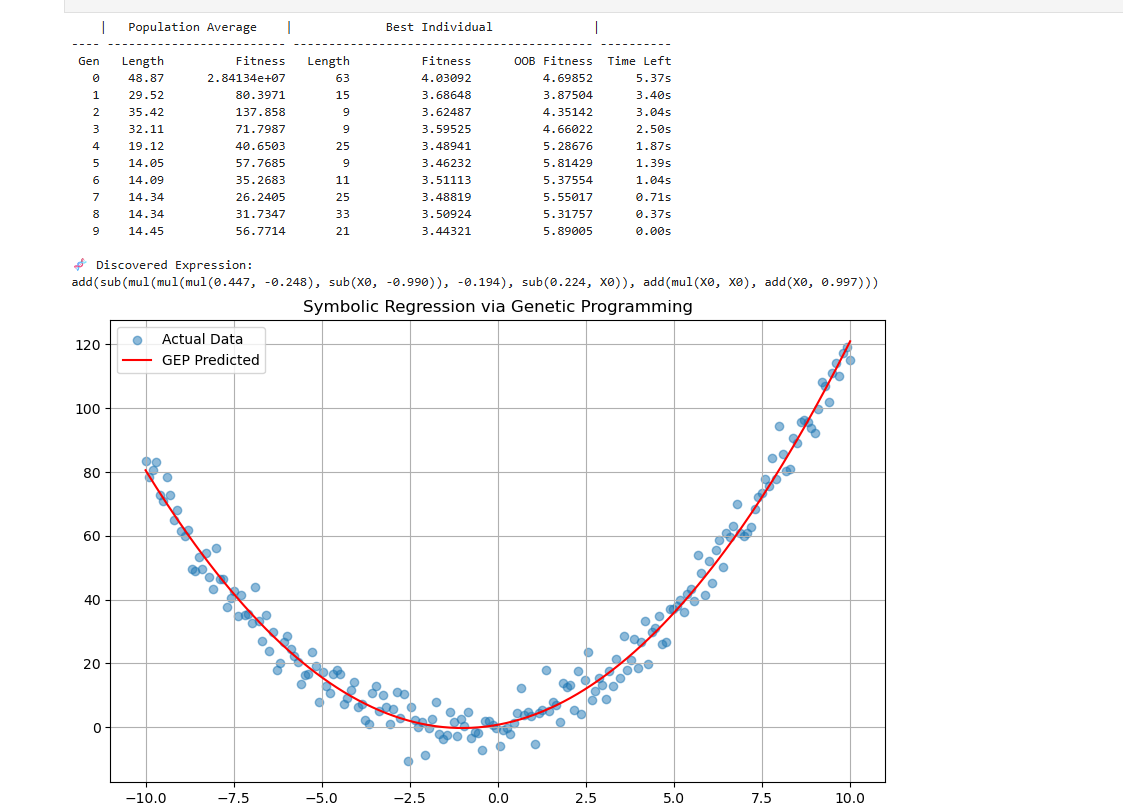 | Population Average | Best Individual |
---- ------------------------- ------------------------------------------ ----------
Gen Length Fitness Length Fitness OOB Fitness Time Left
0 48.87 2.84134e+07 63 4.03092 4.69852 5.37s
1 29.52 80.3971 15 3.68648 3.87504 3.40s
2 35.42 137.858 9 3.62487 4.35142 3.04s
3 32.11 71.7987 9 3.59525 4.66022 2.50s
4 19.12 40.6503 25 3.48941 5.28676 1.87s
5 14.05 57.7685 9 3.46232 5.81429 1.39s
6 14.09 35.2683 11 3.51113 5.37554 1.04s
7 14.34 26.2405 25 3.48819 5.55017 0.71s
8 14.34 31.7347 33 3.50924 5.31757 0.37s
9 14.45 56.7714 21 3.44321 5.89005 0.00s
🧬 Discovered Expression:
add(sub(mul(mul(mul(0.447, -0.248), sub(X0, -0.990)), -0.194), sub(0.224, X0)), add(mul(X0, X0), add(X0, 0.997)))
Symbolic Regression via Genetic Programming
Actual Data
GEP Predicted
120
100
80
60
40
20
0
−10.0 −7.5 −5.0 −2.5 0.0 2.5 5.0 7.5 10.0